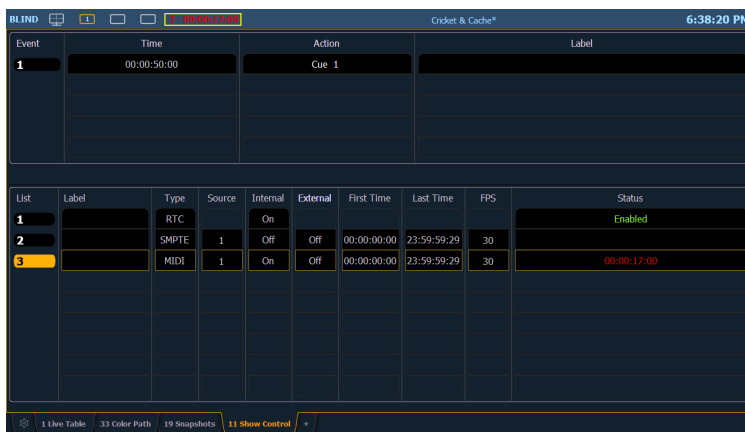 BLIND 1 3 00:00:17:00 Cricket & Cache* 6:38:20 PM
Event Time Action Label
1 00:00:50:00 Cue 1
List Label Type Source Internal External First Time Last Time FPS Status
1 RTC On Enabled
2 SMPTE 1 Off Off 00:00:00:00 23:59:59:29 30
3 MIDI 1 On Off 00:00:00:00 23:59:59:29 30 00:00:17:00
1 Live Table 33 Color Path 19 Snapshots 11 Show Control +